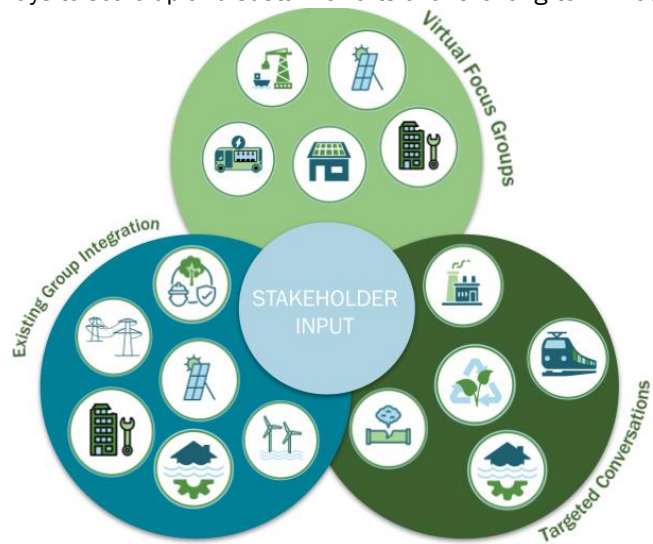 Virtual Focus Groups
Existing Group Integration
STAKEHOLDER
INPUT
Targeted Conversations